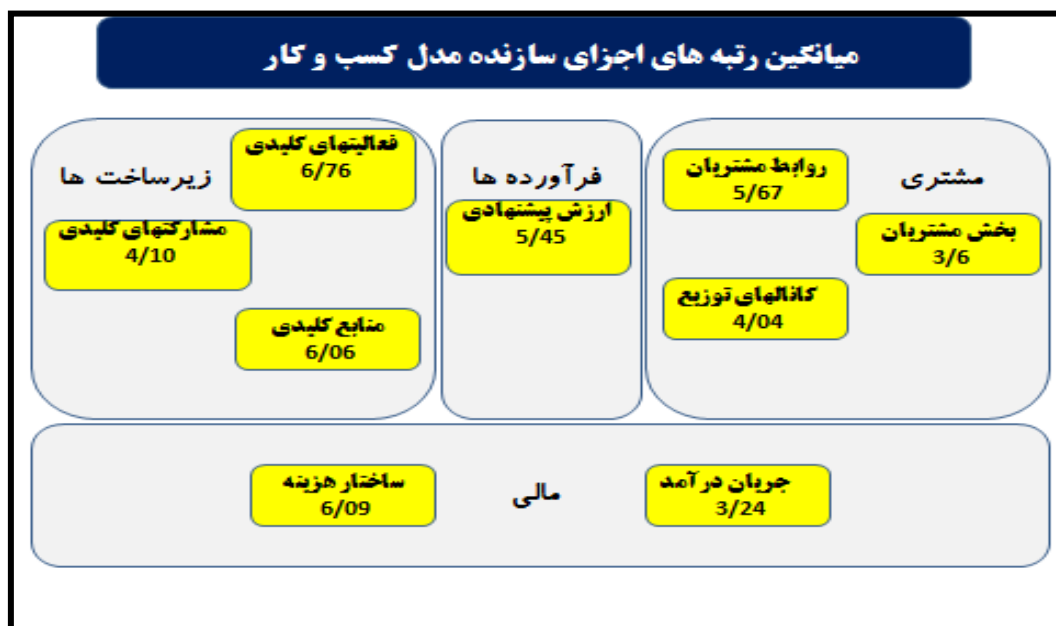 میانگین رتبه های اجزای سازنده مدل کسب و کار
مشتری
روابط مشتریان
5/67
بخش مشتریان
3/6
کانالهای توزیع
4/04
فرآورده ها
ارزش پیشنهادی
5/45
زیرساخت ها
فعالیتهای کلیدی
6/76
مشارکتهای کلیدی
4/10
منابع کلیدی
6/06
مالی
جریان درآمد
3/24
ساختار هزینه
6/09